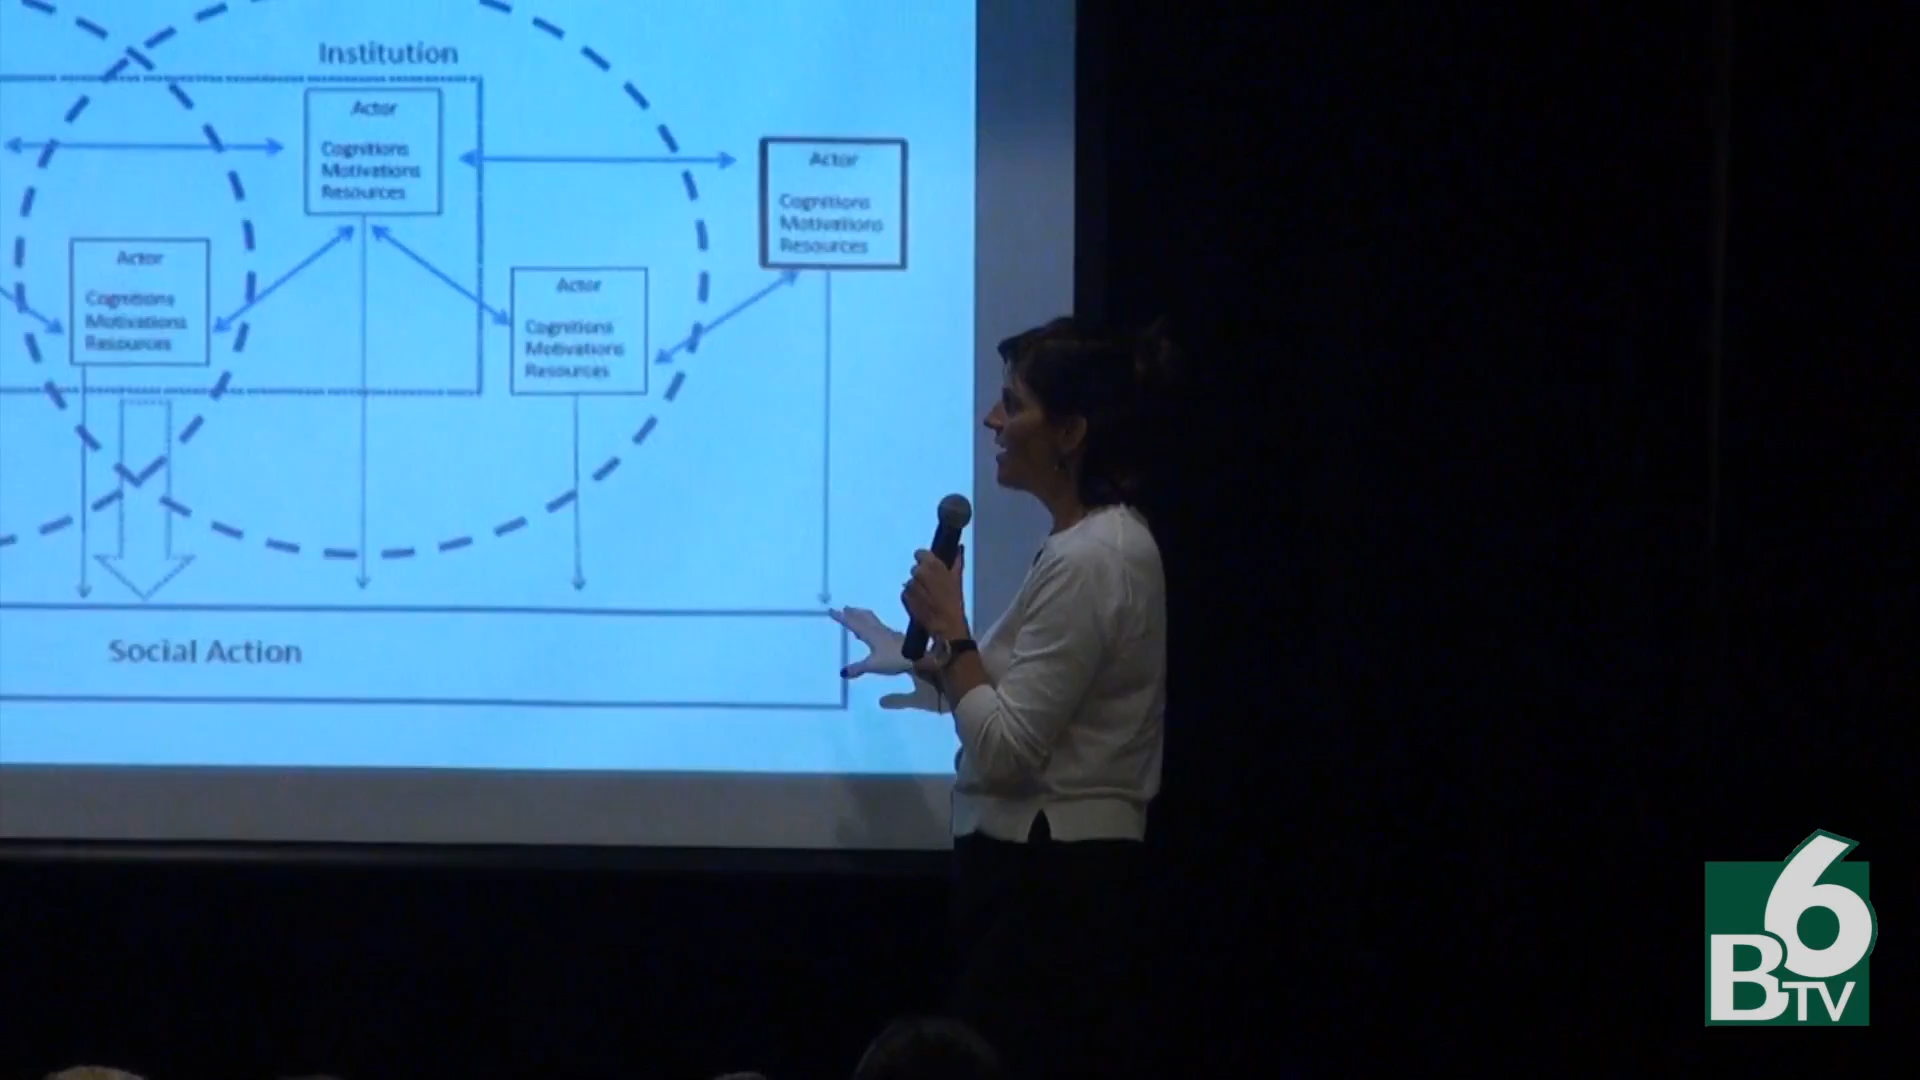 Institution
Actor
Cognitions
Motivations
Resources
Actor
Cognitions
Motivations
Resources
Actor
Cognitions
Motivations
Resources
Actor
Cognitions
Motivations
Resources
Social Action
B6
TV